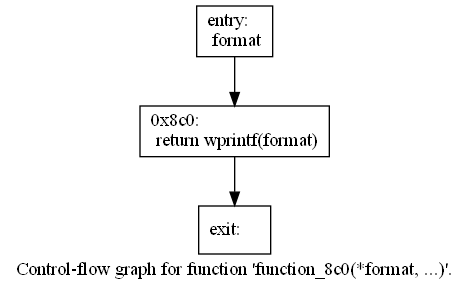 entry:
format
0x8c0:
return wprintf(format)
exit:
Control-flow graph for function 'function_8c0(*format, ...)'.